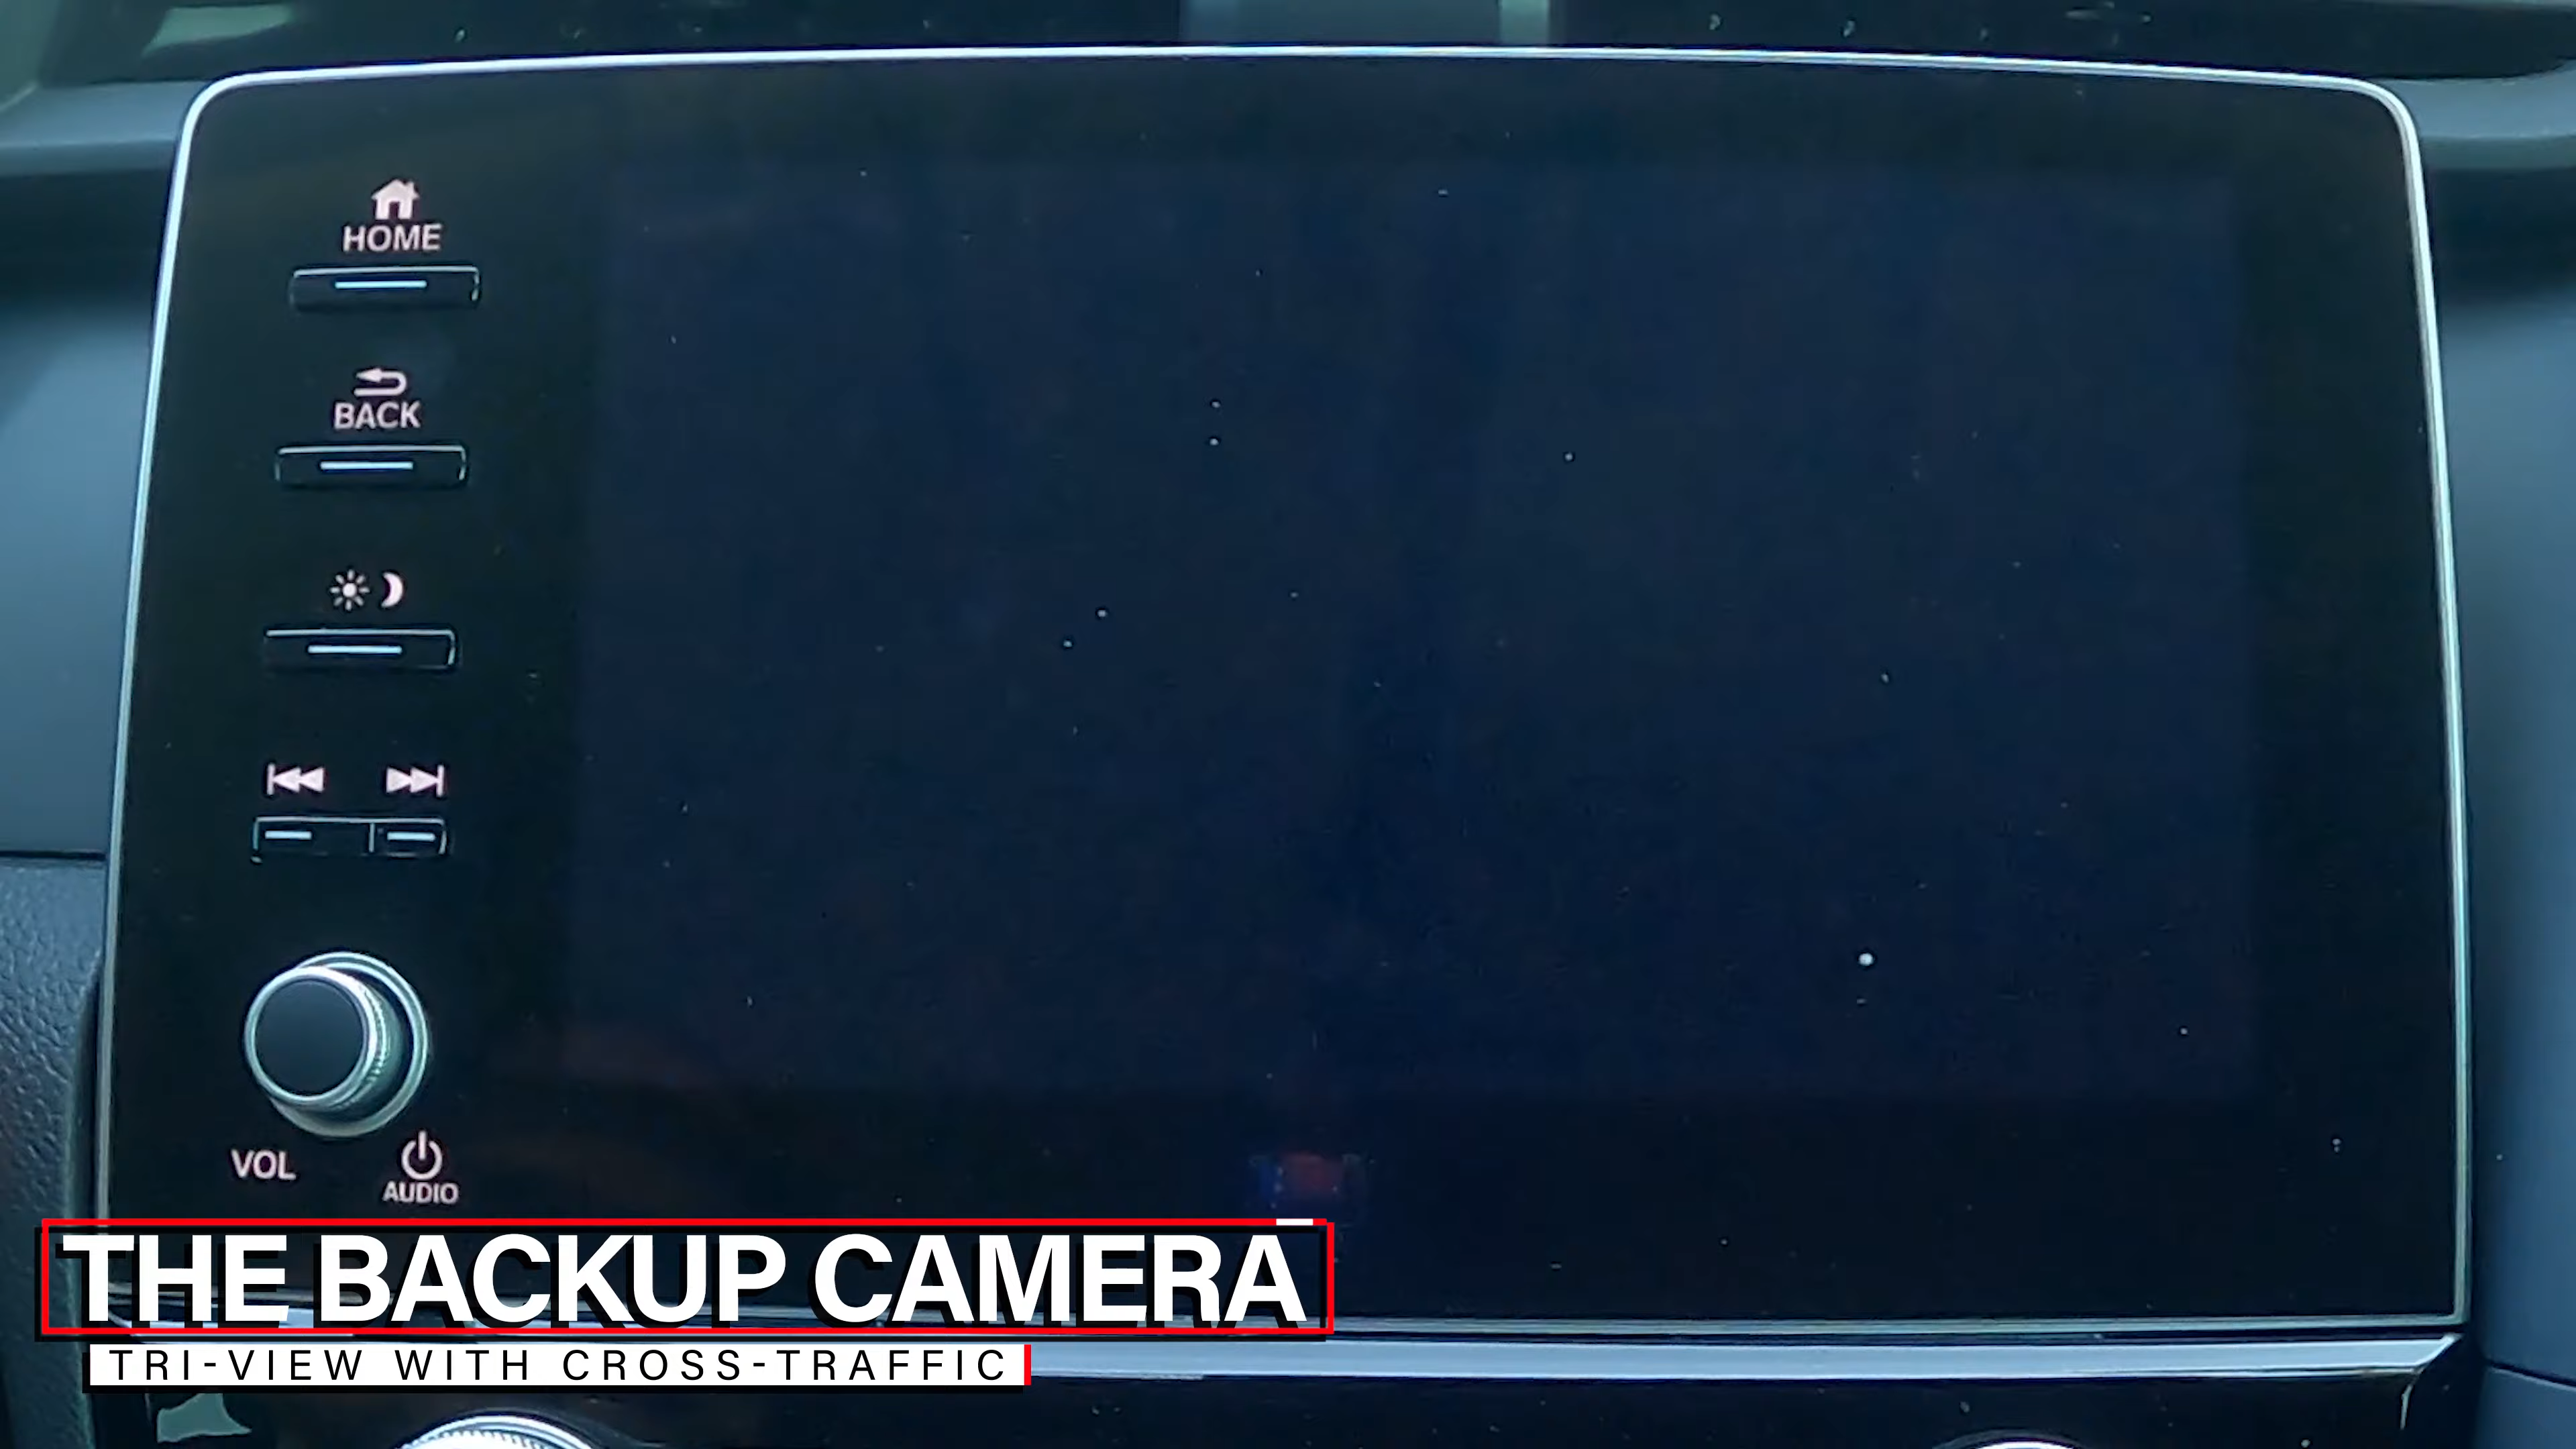 HOME
BACK
VOL
AUDIO
THE BACKUP CAMERA
TRI-VIEW WITH CROSS-TRAFFIC